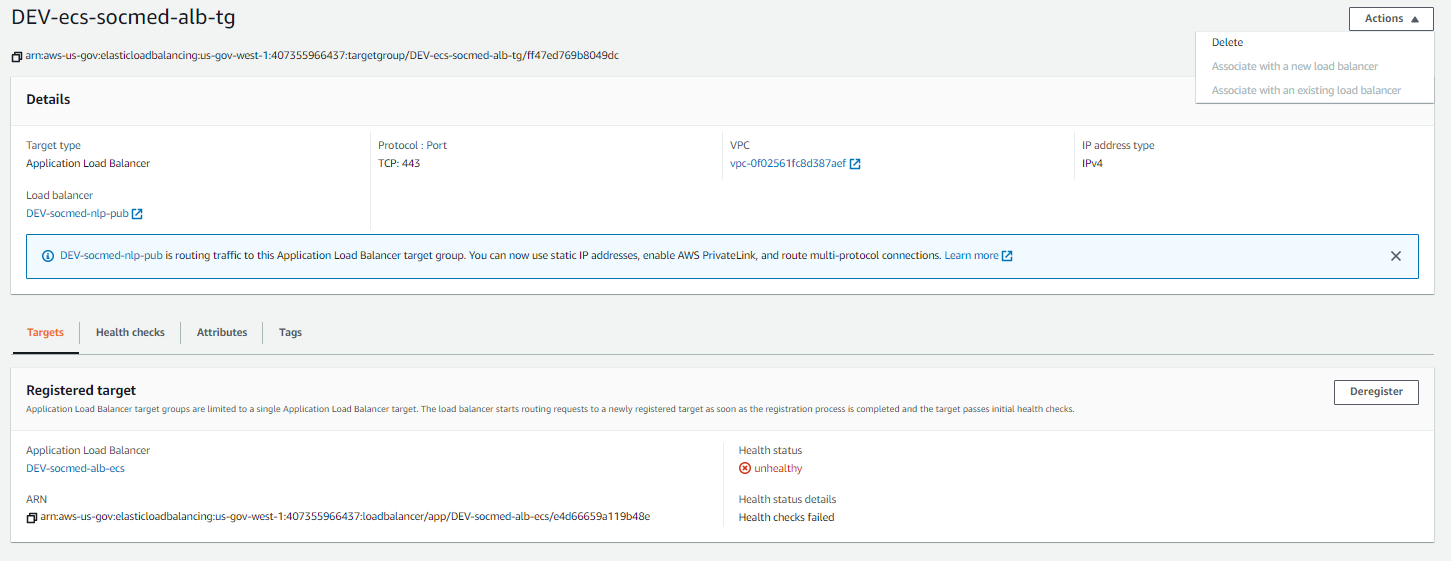 DEV-ecs-socmed-alb-tg
Actions
Delete
Associate with a new load balancer
Associate with an existing load balancer
arn:aws-us-gov:elasticloadbalancing:us-gov-west-1:407355966437:targetgroup/DEV-ecs-socmed-alb-tg/ff47ed769b8049dc
Details
Target type
Application Load Balancer
Protocol : Port
TCP: 443
VPC
vpc-0f02561fc8d387aef
IP address type
IPv4
Load balancer
DEV-socmed-nlp-pub
DEV-socmed-nlp-pub is routing traffic to this Application Load Balancer target group. You can now use static IP addresses, enable AWS PrivateLink, and route multi-protocol connections. Learn more
Targets
Health checks
Attributes
Tags
Registered target
Deregister
Application Load Balancer target groups are limited to a single Application Load Balancer target. The load balancer starts routing requests to a newly registered target as soon as the registration process is completed and the target passes initial health checks.
Application Load Balancer
DEV-socmed-alb-ecs
Health status
unhealthy
ARN
arn:aws-us-gov:elasticloadbalancing:us-gov-west-1:407355966437:loadbalancer/app/DEV-socmed-alb-ecs/e4d66659a119b48e
Health status details
Health checks failed